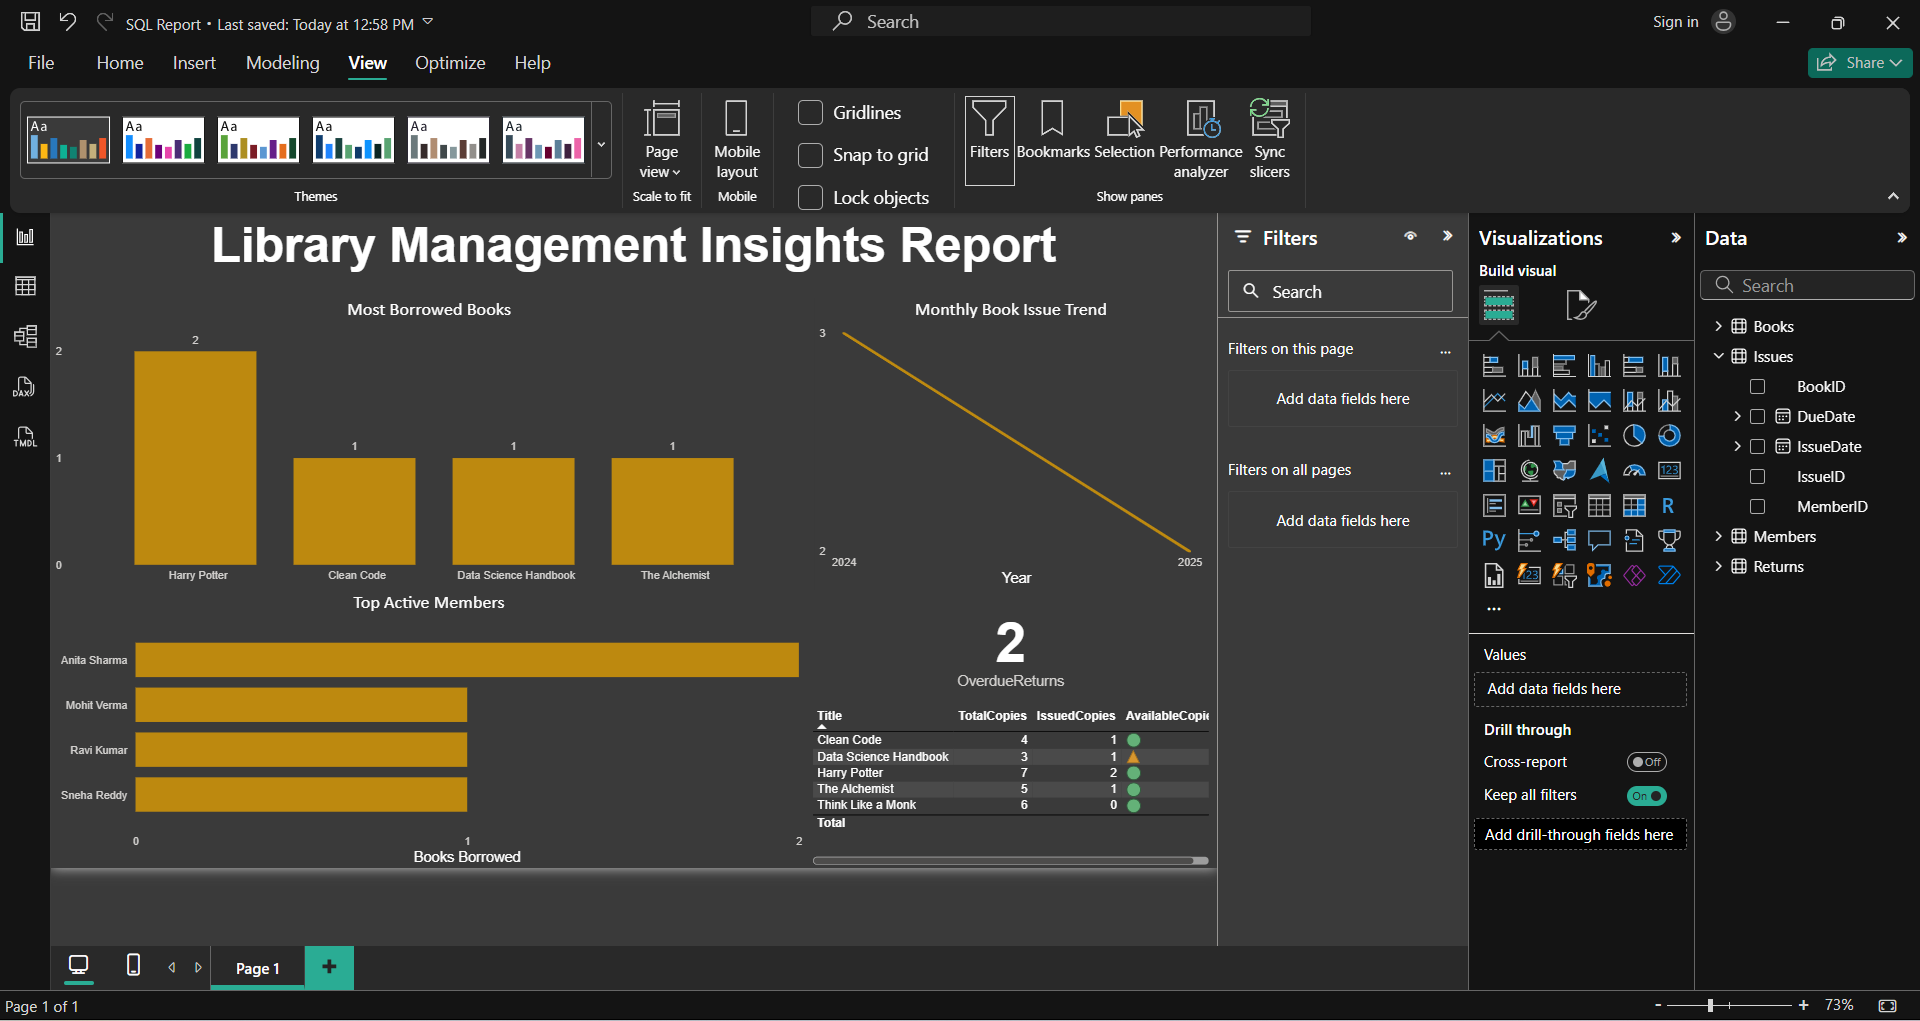 SQL Report • Last saved: Today at 12:58 PM
Search
Sign in
File Home Insert Modeling View Optimize Help
Share
Aa Aa Aa Aa Aa Aa
Themes
Page view
Scale to fit
Mobile layout
Mobile
Gridlines
Snap to grid
Lock objects
Filters
Bookmarks
Selection
Performance analyzer
Sync slicers
Show panes
DAX
TMDL
Library Management Insights Report
Most Borrowed Books
2
1
0
2
1
1
1
Harry Potter
Clean Code
Data Science Handbook
The Alchemist
Monthly Book Issue Trend
3
2
2024
2025
Year
Top Active Members
Anita Sharma
Mohit Verma
Ravi Kumar
Sneha Reddy
0 1 2
Books Borrowed
2
OverdueReturns
Title TotalCopies IssuedCopies AvailableCopie
Clean Code 4 1
Data Science Handbook 3 1
Harry Potter 7 2
The Alchemist 5 1
Think Like a Monk 6 0
Total
Filters
Search
Filters on this page ...
Add data fields here
Filters on all pages ...
Add data fields here
Visualizations
Build visual
123
R
Py
123
...
Values
Add data fields here
Drill through
Cross-report Off
Keep all filters On
Add drill-through fields here
Data
Search
Books
Issues
BookID
DueDate
IssueDate
IssueID
MemberID
Members
Returns
Page 1
+
Page 1 of 1
- + 73%